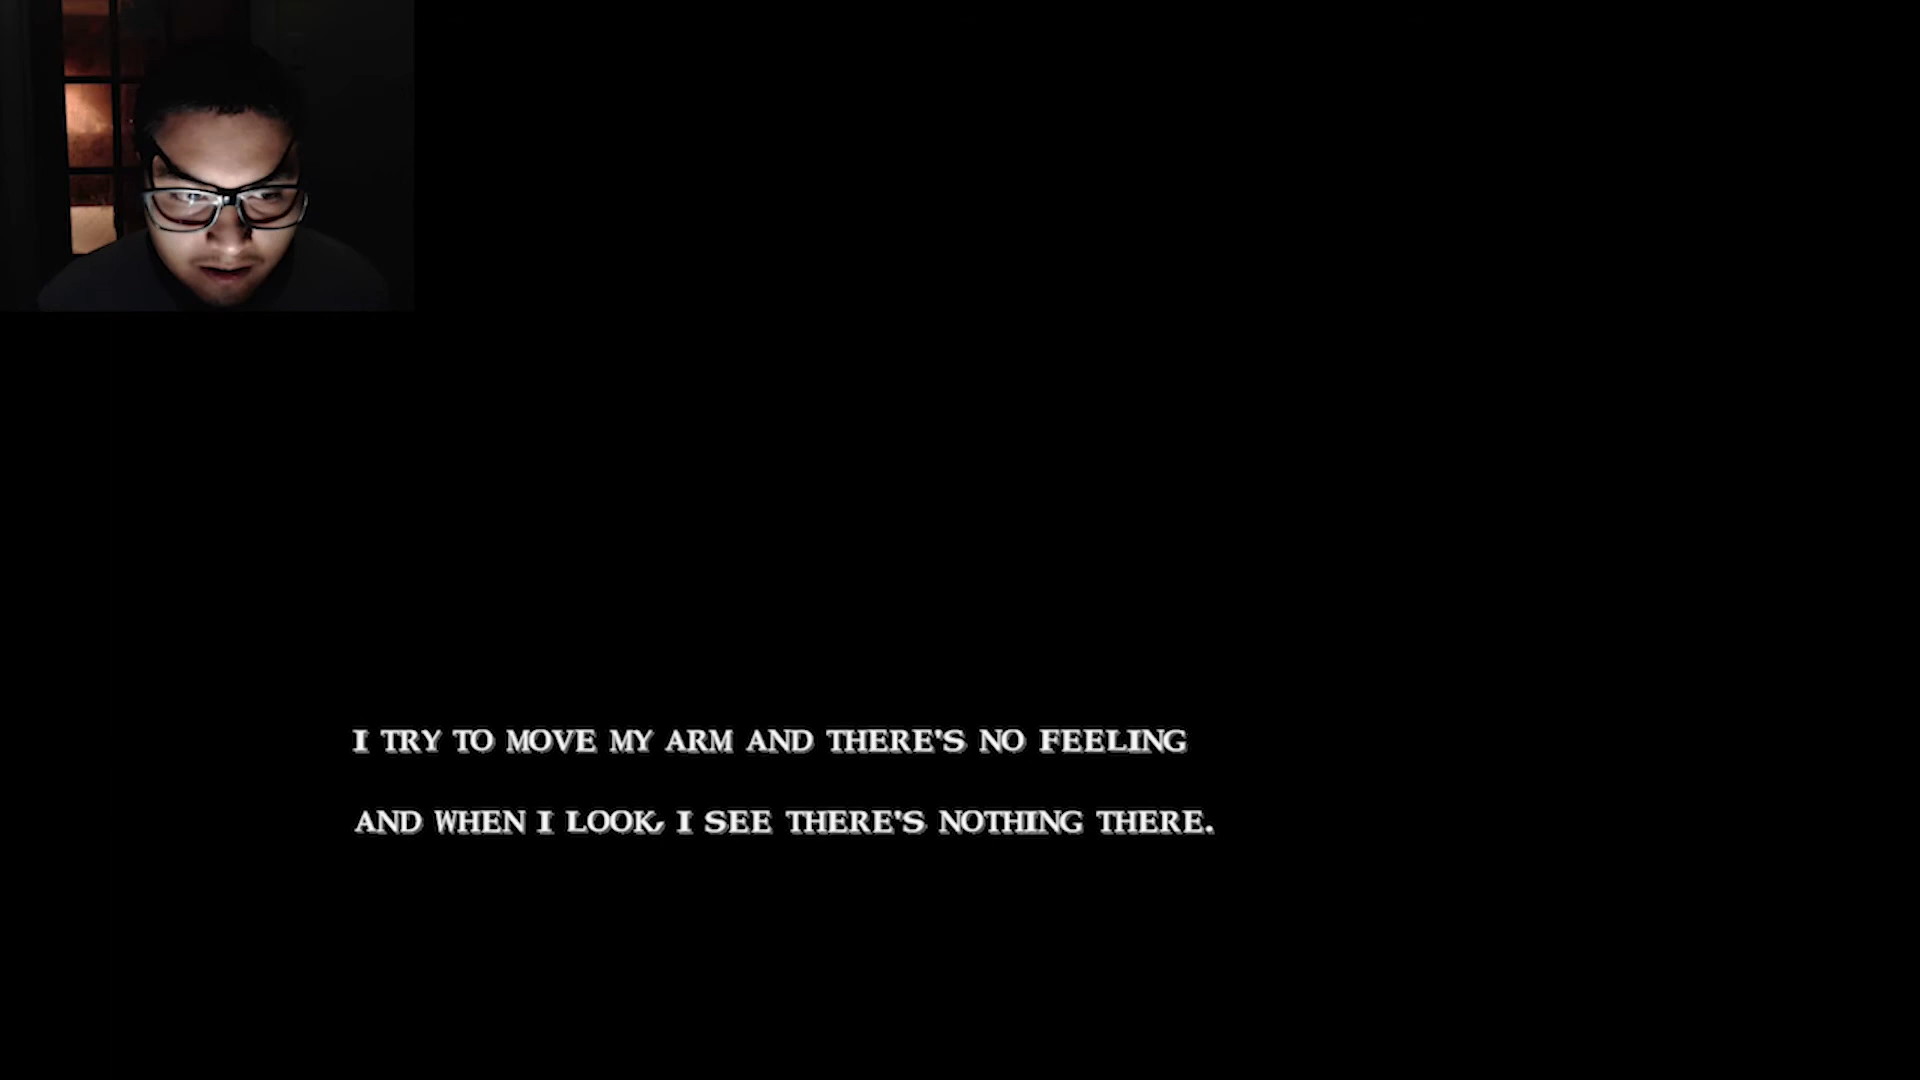 I TRY TO MOVE MY ARM AND THERE'S NO FEELING
AND WHEN I LOOK, I SEE THERE'S NOTHING THERE.